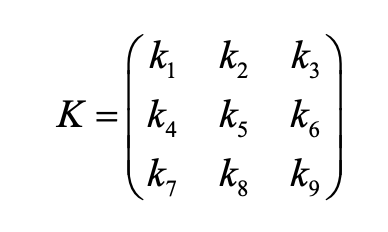 k₁ k₂ k₃
K = k₄ k₅ k₆
k₇ k₈ k₉